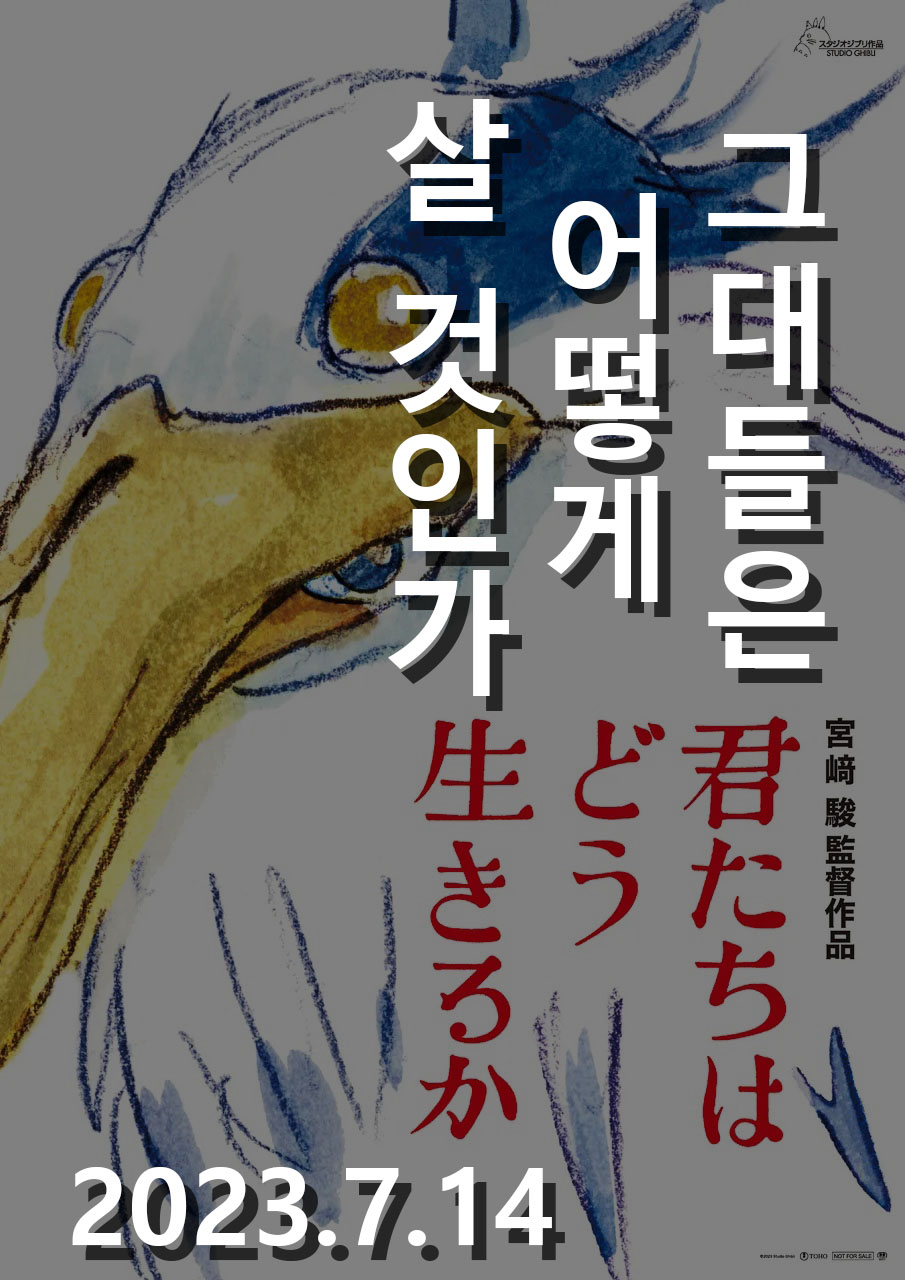 スタジオジブリ作品
STUDIO GHIBLI
그대들은
어떻게
살 것인가
宮﨑 駿 監督作品
君たちは
どう
生きるか
2023.7.14
TOHO
NOT FOR SALE